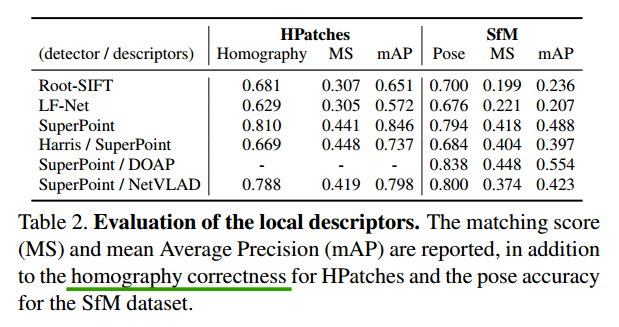 HPatches SfM
(detector / descriptors) Homography MS mAP Pose MS mAP
Root-SIFT 0.681 0.307 0.651 0.700 0.199 0.236
LF-Net 0.629 0.305 0.572 0.676 0.221 0.207
SuperPoint 0.810 0.441 0.846 0.794 0.418 0.488
Harris / SuperPoint 0.669 0.448 0.737 0.684 0.404 0.397
SuperPoint / DOAP - - - 0.838 0.448 0.554
SuperPoint / NetVLAD 0.788 0.419 0.798 0.800 0.374 0.423
Table 2. Evaluation of the local descriptors. The matching score
(MS) and mean Average Precision (mAP) are reported, in addition
to the homography correctness for HPatches and the pose accuracy
for the SfM dataset.